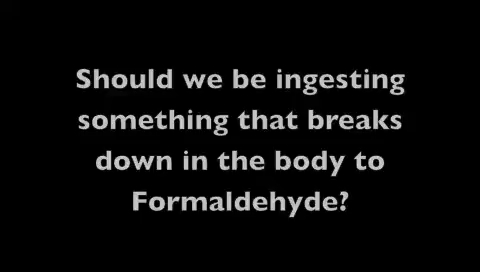 Should we be ingesting
something that breaks
down in the body to
Formaldehyde?